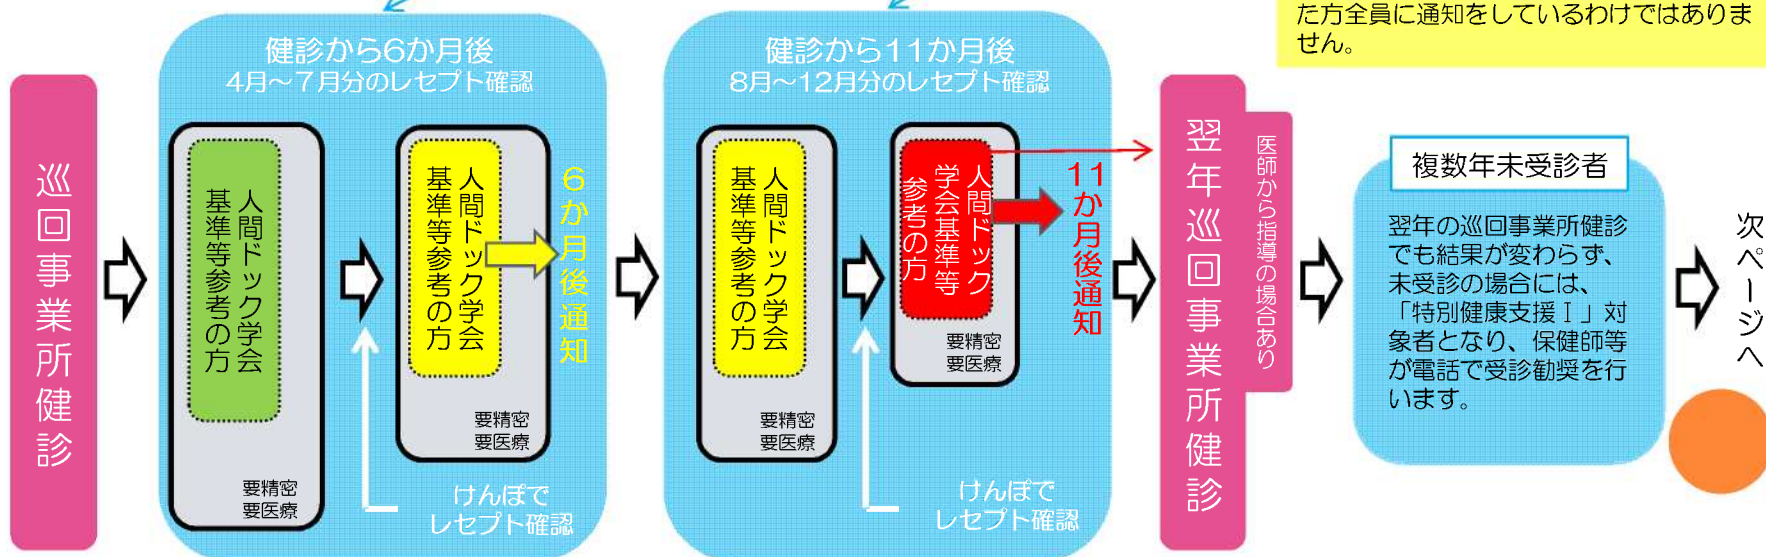 た方全員に通知をしているわけではありま
せん。
巡回事業所健診
健診から6か月後
4月～7月分のレセプト確認
人間ドック学会
基準等参考の方
要精密
要医療
人間ドック学会
基準等参考の方
要精密
要医療
6か月後通知
けんぽで
レセプト確認
健診から11か月後
8月～12月分のレセプト確認
人間ドック学会
基準等参考の方
要精密
要医療
人間ドック
学会基準等
参考の方
要精密
要医療
11か月後通知
けんぽで
レセプト確認
翌年巡回事業所健診
医師から指導の場合あり
複数年未受診者
翌年の巡回事業所健診
でも結果が変わらず、
未受診の場合には、
「特別健康支援Ⅰ」対
象者となり、保健師等
が電話で受診勧奨を行
います。
次ページへ